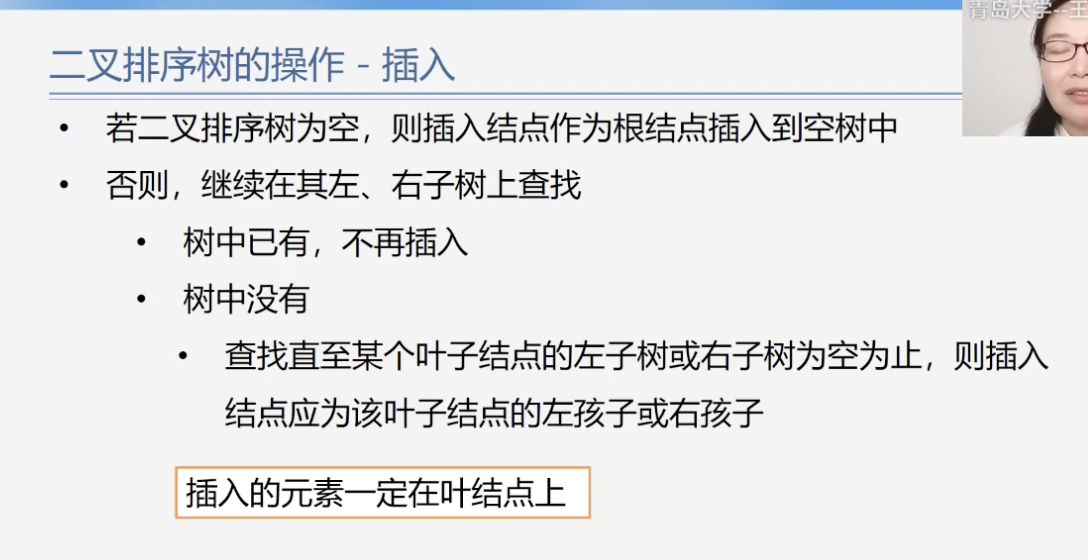 青岛大学--王
二叉排序树的操作 - 插入
• 若二叉排序树为空，则插入结点作为根结点插入到空树中
• 否则，继续在其左、右子树上查找
• 树中已有，不再插入
• 树中没有
• 查找直至某个叶子结点的左子树或右子树为空为止，则插入
结点应为该叶子结点的左孩子或右孩子
插入的元素一定在叶结点上